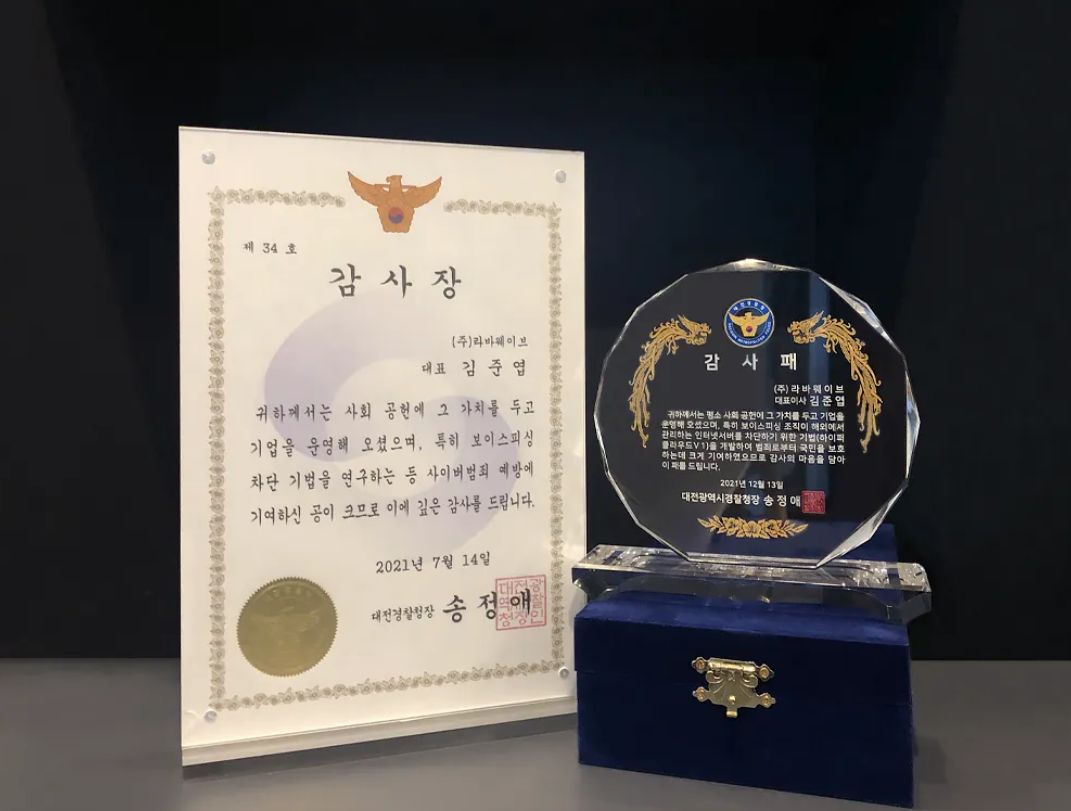 제 34 호
감 사 장
(주)라바웨이브
대표 김 준 엽
귀하께서는 사회 공헌에 그 가치를 두고
기업을 운영해 오셨으며, 특히 보이스피싱
차단 기법을 연구하는 등 사이버범죄 예방에
기여하신 공이 크므로 이에 깊은 감사를 드립니다.
2021년 7월 14일
대전경찰청장 송 정 애
대전광
역경찰
청장인
감 사 패
(주) 라바웨이브
대표이사 김 준 엽
귀하께서는 평소 사회 공헌에 그 가치를 두고 기업을
운영해 오셨으며, 특히 보이스피싱 조직이 해외에서
관리하는 인터넷서버를 차단하기 위한 기법(하이퍼
클라우드V.1)을 개발하여 범죄로부터 국민을 보호
하는데 크게 기여하였으므로 감사의 마음을 담아
이 패를 드립니다.
2021년 12월 13일
대전광역시경찰청장 송 정 애